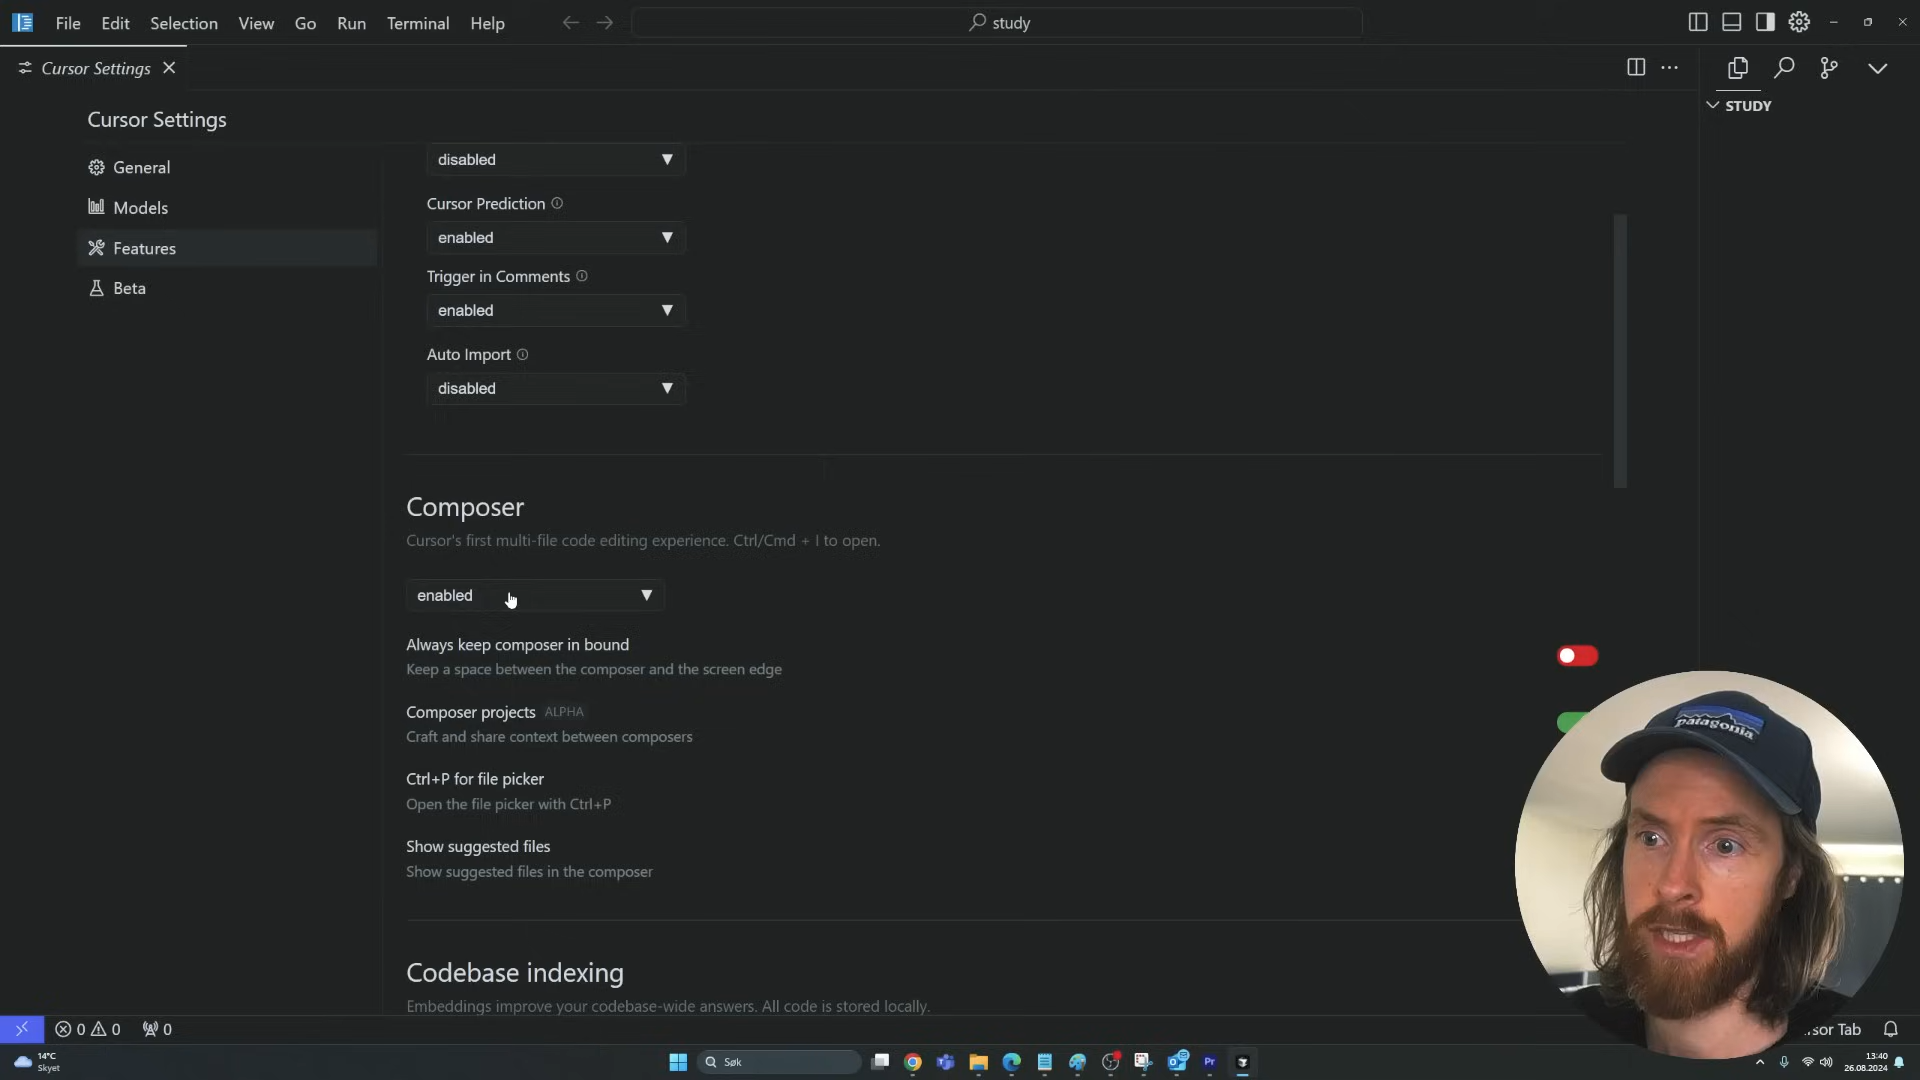 File Edit Selection View Go Run Terminal Help
study
Cursor Settings
STUDY
Cursor Settings
General
Models
Features
Beta
disabled
Cursor Prediction
enabled
Trigger in Comments
enabled
Auto Import
disabled
Composer
Cursor's first multi-file code editing experience. Ctrl/Cmd + I to open.
enabled
Always keep composer in bound
Keep a space between the composer and the screen edge
Composer projects ALPHA
Craft and share context between composers
Ctrl+P for file picker
Open the file picker with Ctrl+P
Show suggested files
Show suggested files in the composer
Codebase indexing
Embeddings improve your codebase-wide answers. All code is stored locally.
patagonia
0 0 0
sor Tab
14°C
Skyet
Søk
Pr
13:40
26.08.2024